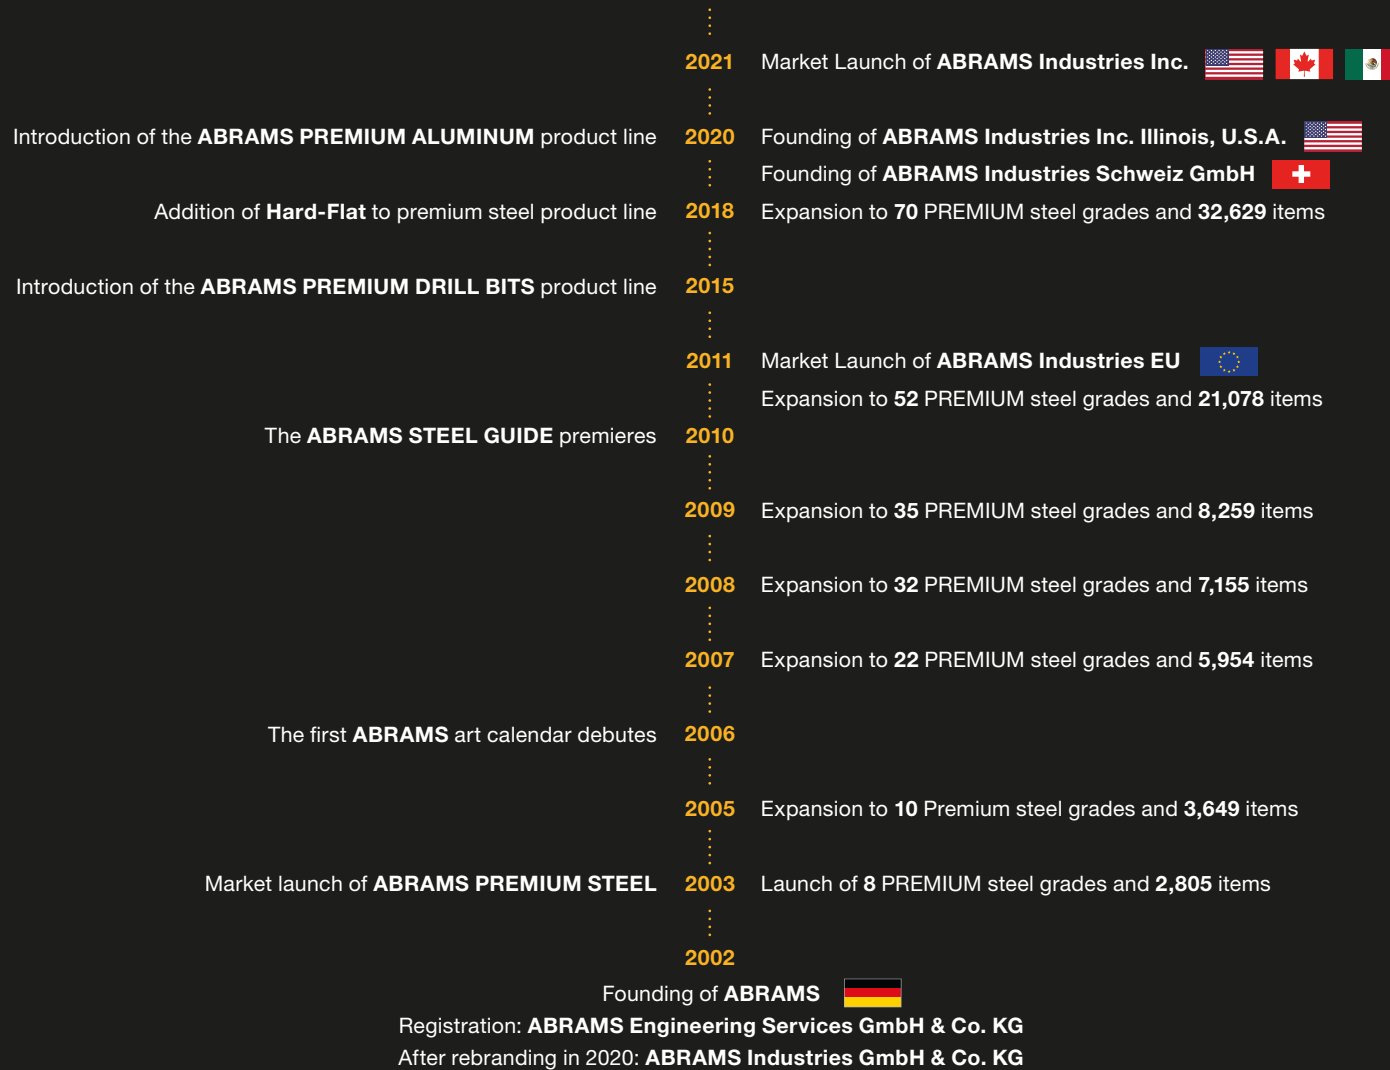 2021 Market Launch of ABRAMS Industries Inc.
Introduction of the ABRAMS PREMIUM ALUMINUM product line 2020 Founding of ABRAMS Industries Inc. Illinois, U.S.A.
Founding of ABRAMS Industries Schweiz GmbH
Addition of Hard-Flat to premium steel product line 2018 Expansion to 70 PREMIUM steel grades and 32,629 items
Introduction of the ABRAMS PREMIUM DRILL BITS product line 2015
2011 Market Launch of ABRAMS Industries EU
Expansion to 52 PREMIUM steel grades and 21,078 items
The ABRAMS STEEL GUIDE premieres 2010
2009 Expansion to 35 PREMIUM steel grades and 8,259 items
2008 Expansion to 32 PREMIUM steel grades and 7,155 items
2007 Expansion to 22 PREMIUM steel grades and 5,954 items
The first ABRAMS art calendar debutes 2006
2005 Expansion to 10 Premium steel grades and 3,649 items
Market launch of ABRAMS PREMIUM STEEL 2003 Launch of 8 PREMIUM steel grades and 2,805 items
2002
Founding of ABRAMS
Registration: ABRAMS Engineering Services GmbH & Co. KG
After rebranding in 2020: ABRAMS Industries GmbH & Co. KG